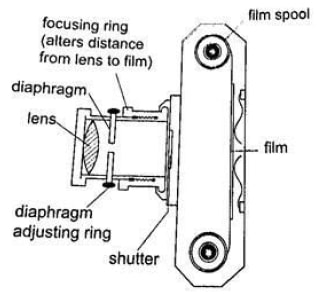 focusing ring
(alters distance
from lens to film)
film spool
diaphragm
lens
film
diaphragm
adjusting ring
shutter